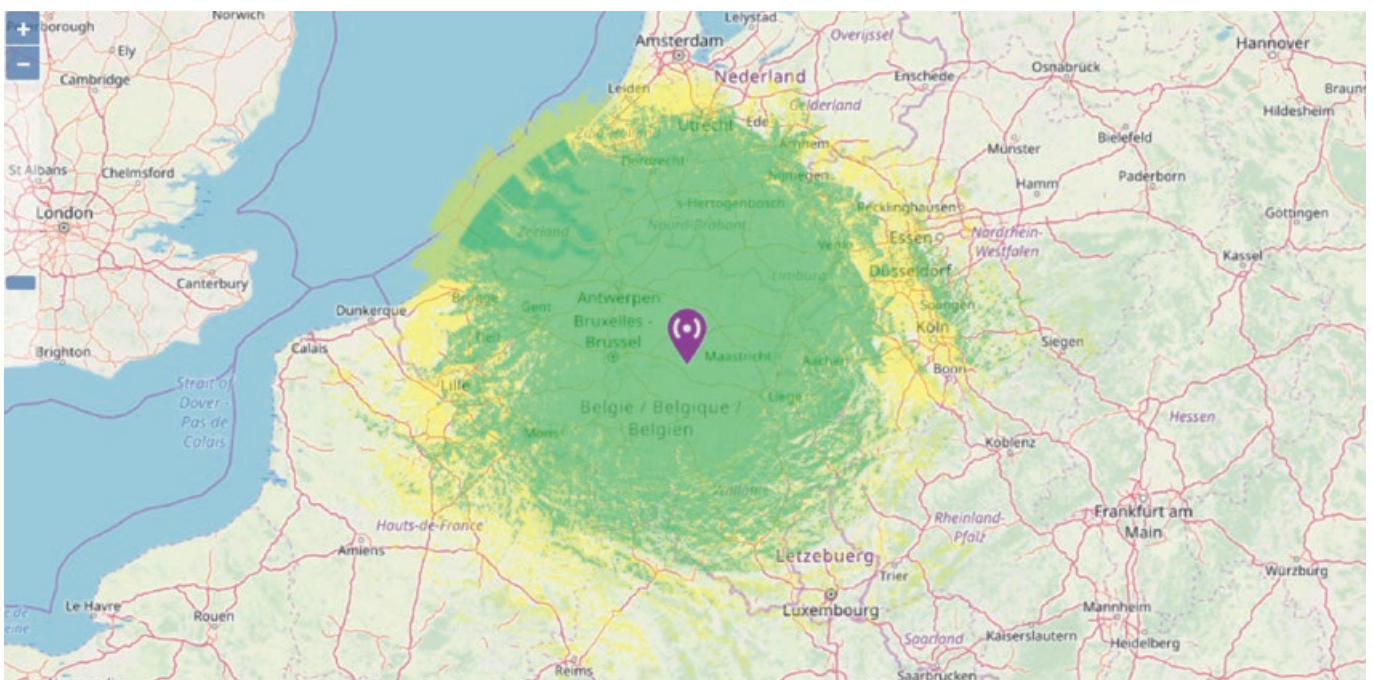 +
−
Norwich
Ely
Cambridge
St Albans
Chelmsford
London
Canterbury
Brighton
Dunkerque
Calais
Strait of
Dover -
Pas de
Calais
Le Havre
Rouen
Amiens
Hauts-de-France
Reims
Lelystad
Amsterdam
Overijssel
Nederland
Leiden
Enschede
Gelderland
Utrecht
Ede
Arnhem
Dordrecht
Nijmegen
's-Hertogenbosch
Noord-Brabant
Zeeland
Limburg
Brugge
Gent
Antwerpen
Bruxelles -
Brussel
Maastricht
Aachen
Lille
Liège
België / Belgique /
Belgien
Mons
Wallonie
Letzebuerg
Luxembourg
Trier
Hannover
Osnabrück
Hildesheim
Bielefeld
Münster
Hamm
Paderborn
Recklinghausen
Göttingen
Essen
Nordrhein-
Westfalen
Kassel
Düsseldorf
Solingen
Köln
Siegen
Bonn
Hessen
Koblenz
Frankfurt am
Main
Rheinland-
Pfalz
Würzburg
Mannheim
Kaiserslautern
Heidelberg
Saarland
Saarbrücken